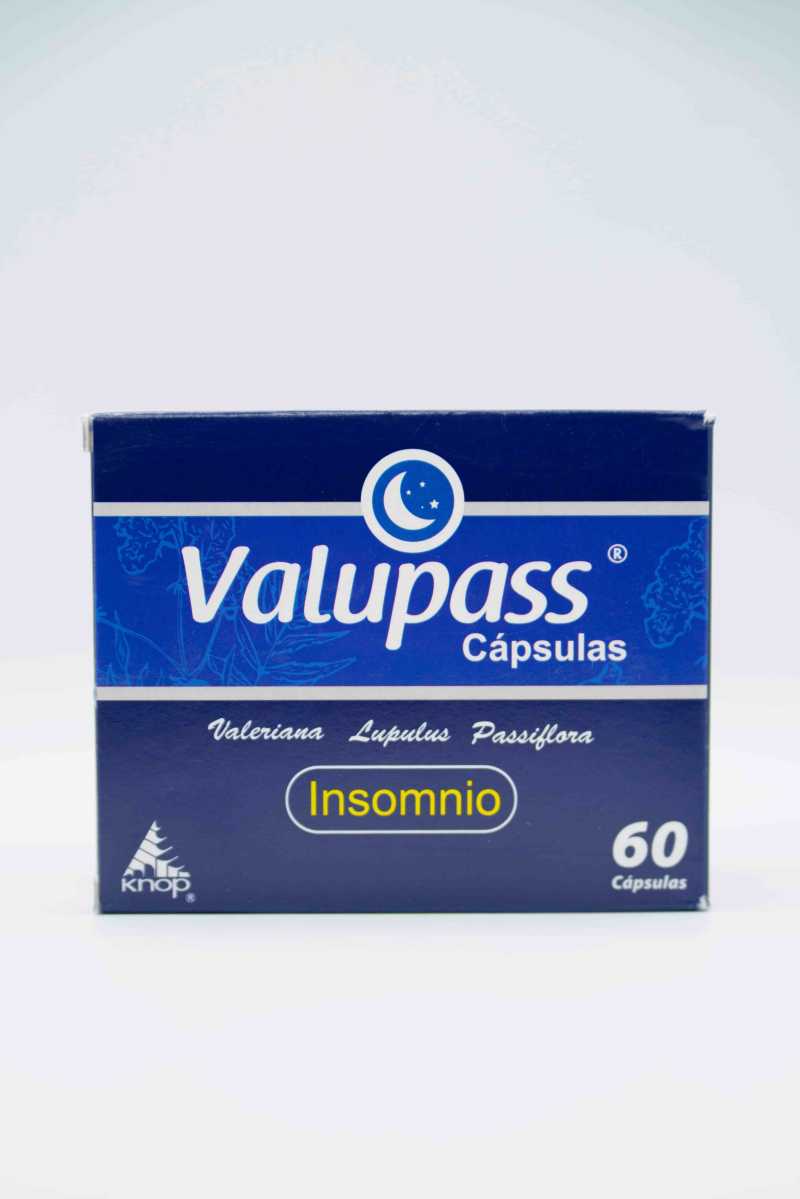 Valupass ®
Cápsulas
Valeriana Lupulus Passiflora
Insomnio
knop ®
60
Cápsulas